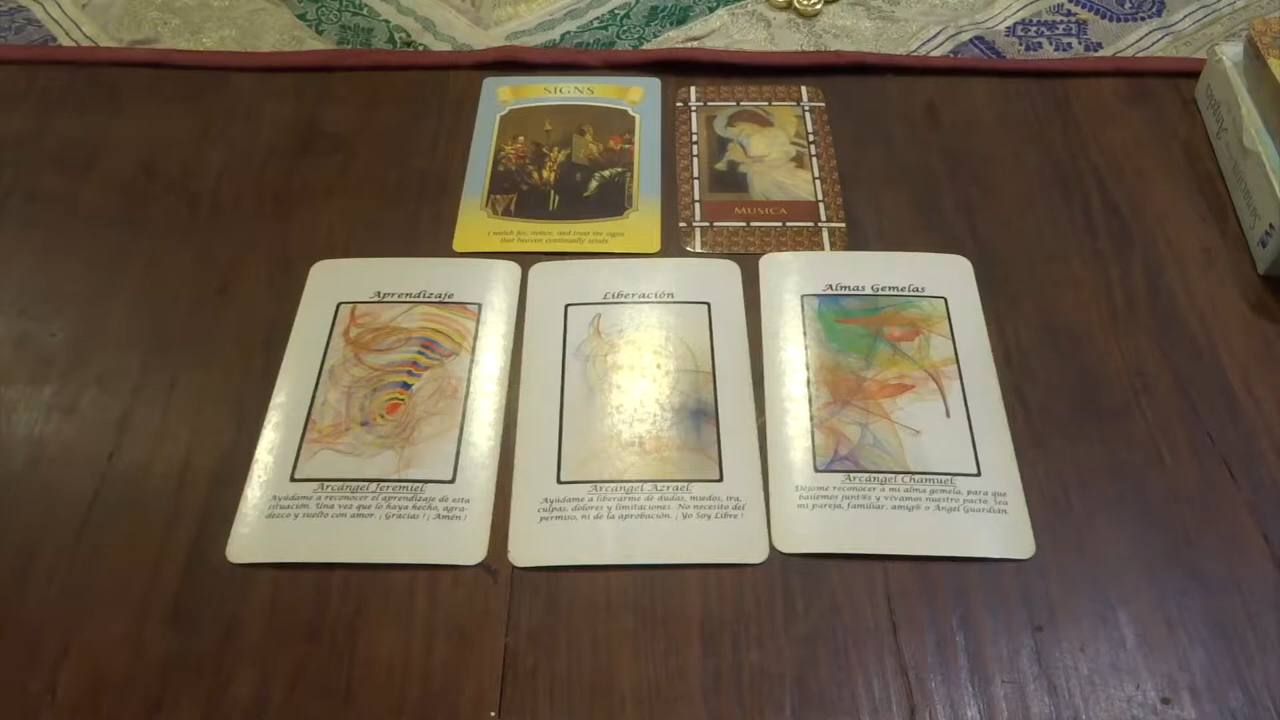 SIGNS
I watch for, notice, and trust the signs
that heaven continually sends.
MUSICA
Aprendizaje
Arcángel Jeremiel:
Ayúdame a reconocer el aprendizaje de esta
situación. Una vez que lo haya hecho, agra-
dezco y suelto con amor. ¡Gracias! ¡Amén!
Liberación
Arcángel Azrael:
Ayúdame a liberarme de dudas, miedos, ira,
culpas, dolores y limitaciones. No necesito del
permiso, ni de la aprobación. ¡Yo Soy Libre!
Almas Gemelas
Arcángel Chamuel:
Déjame reconocer a mi alma gemela, para que
bailemos junt@s y vivamos nuestro pacto. Sea
mi pareja, familiar, amig@ o Angel Guardián.